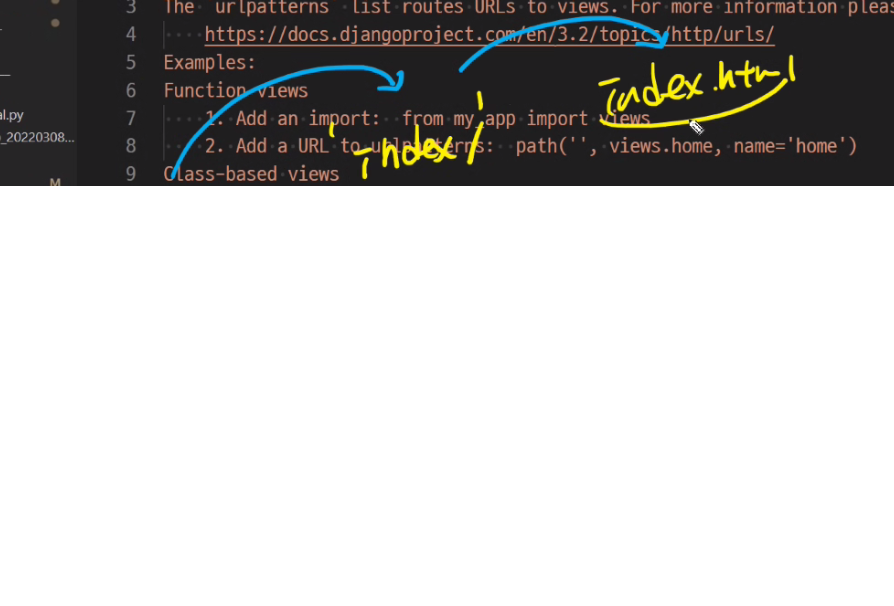 3 The `urlpatterns` list routes URLs to views. For more information pleas
4 https://docs.djangoproject.com/en/3.2/topics/http/urls/
5 Examples:
index.html
6 Function views
al.py 7 1. Add an import: from my_app import views
_20220308... 8 2. Add a URL to urlpatterns: path('', views.home, name='home')
'index/'
M 9 Class-based views